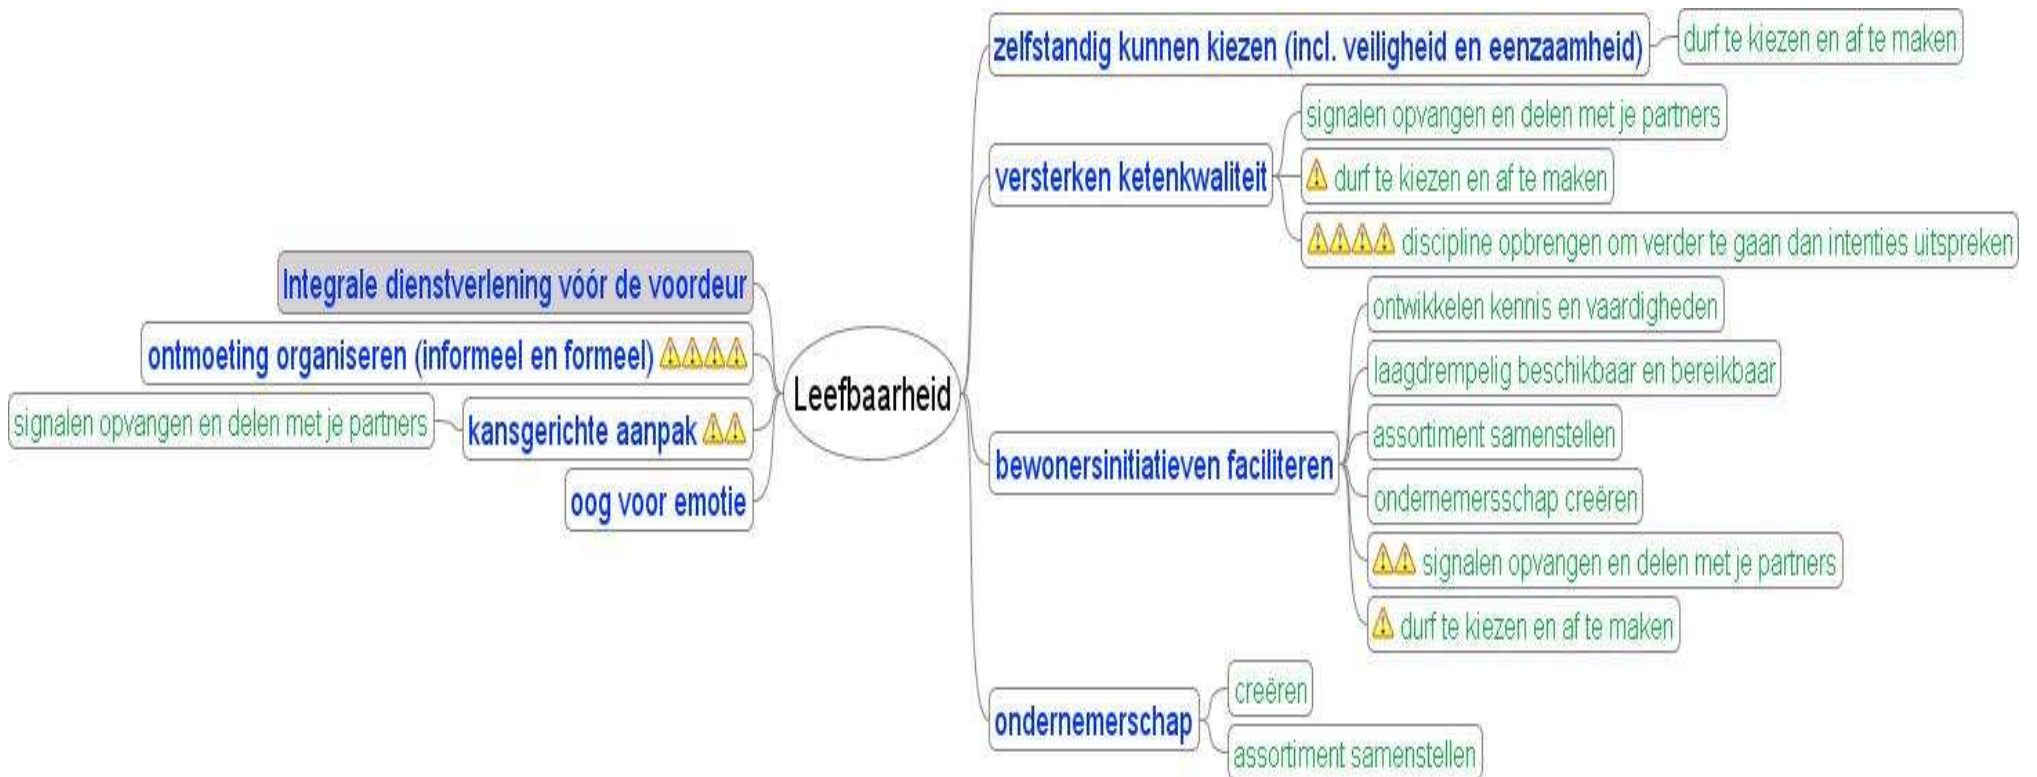 zelfstandig kunnen kiezen (incl. veiligheid en eenzaamheid)
durf te kiezen en af te maken
versterken ketenkwaliteit
signalen opvangen en delen met je partners
durf te kiezen en af te maken
discipline opbrengen om verder te gaan dan intenties uitspreken
Integrale dienstverlening vóór de voordeur
ontmoeting organiseren (informeel en formeel)
kansgerichte aanpak
signalen opvangen en delen met je partners
oog voor emotie
Leefbaarheid
bewonersinitiatieven faciliteren
ontwikkelen kennis en vaardigheden
laagdrempelig beschikbaar en bereikbaar
assortiment samenstellen
ondernemersschap creëren
signalen opvangen en delen met je partners
durf te kiezen en af te maken
ondernemerschap
creëren
assortiment samenstellen